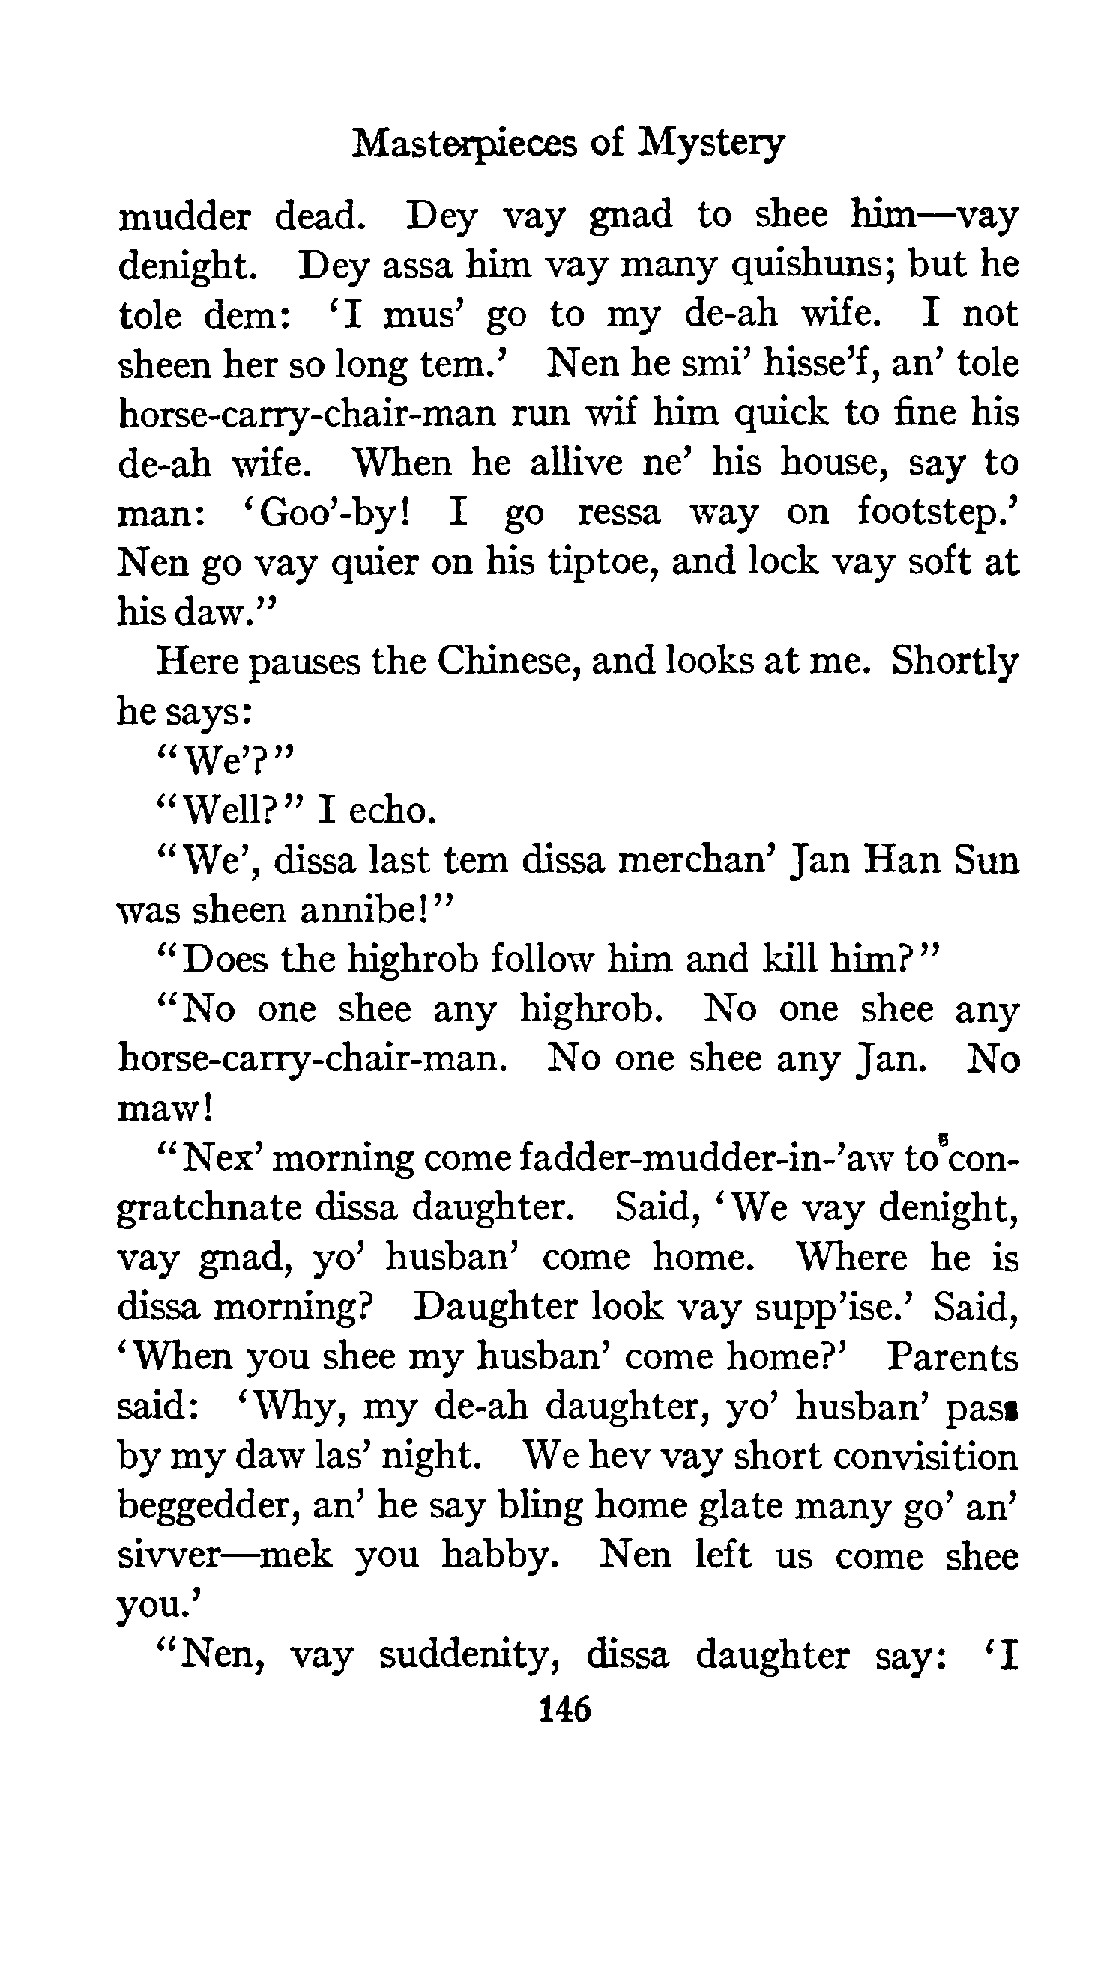 Masterpieces of Mystery
mudder dead. Dey vay gnad to shee him—vay
denight. Dey assa him vay many quishuns; but he
tole dem: ‘I mus’ go to my de-ah wife. I not
sheen her so long tem.’ Nen he smi’ hisse’f, an’ tole
horse-carry-chair-man run wif him quick to fine his
de-ah wife. When he allive ne’ his house, say to
man: ‘Goo’-by! I go ressa way on footstep.’
Nen go vay quier on his tiptoe, and lock vay soft at
his daw.”
Here pauses the Chinese, and looks at me. Shortly
he says:
“We’?”
“Well?” I echo.
“We’, dissa last tem dissa merchan’ Jan Han Sun
was sheen annibe!”
“Does the highrob follow him and kill him?”
“No one shee any highrob. No one shee any
horse-carry-chair-man. No one shee any Jan. No
maw!
“Nex’ morning come fadder-mudder-in-’aw to con-
gratchnate dissa daughter. Said, ‘We vay denight,
vay gnad, yo’ husban’ come home. Where he is
dissa morning? Daughter look vay supp’ise.’ Said,
‘When you shee my husban’ come home?’ Parents
said: ‘Why, my de-ah daughter, yo’ husban’ pass
by my daw las’ night. We hev vay short convisition
beggedder, an’ he say bling home glate many go’ an’
sivver—mek you habby. Nen left us come shee
you.’
“Nen, vay suddenity, dissa daughter say: ‘I
146